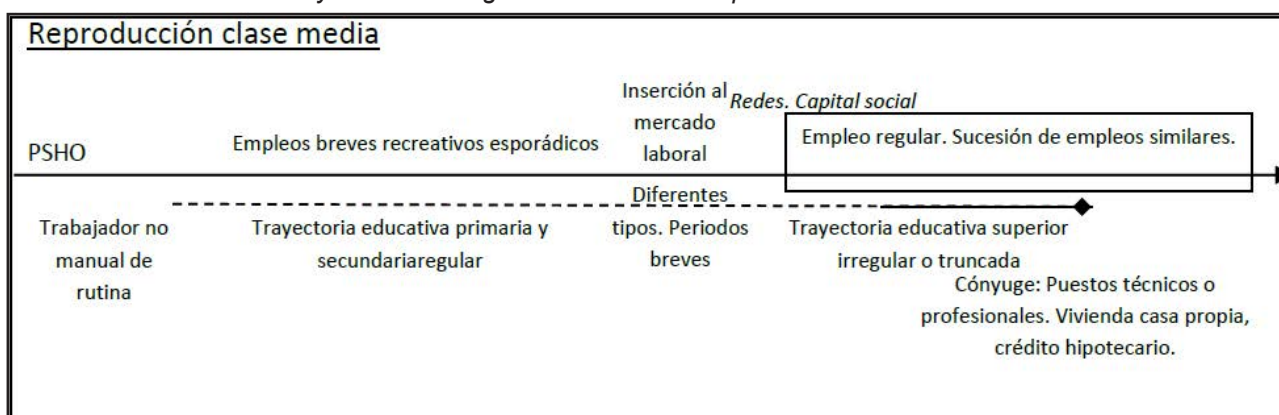 Reproducción clase media
Inserción al
mercado
laboral
Redes. Capital social
PSHO
Empleos breves recreativos esporádicos
Empleo regular. Sucesión de empleos similares.
Trabajador no
manual de
rutina
Trayectoria educativa primaria y
secundariaregular
Diferentes
tipos. Periodos
breves
Trayectoria educativa superior
irregular o truncada
Cónyuge: Puestos técnicos o
profesionales. Vivienda casa propia,
crédito hipotecario.